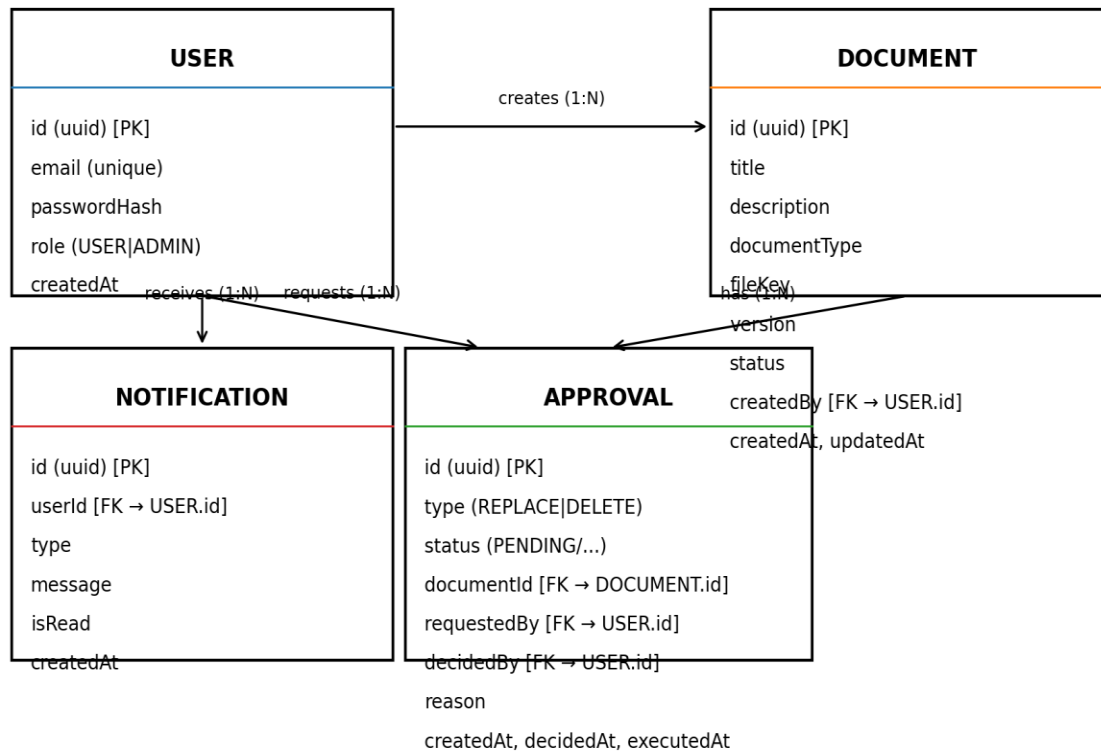 USER
id (uuid) [PK]
email (unique)
passwordHash
role (USER|ADMIN)
createdAt
creates (1:N)
DOCUMENT
id (uuid) [PK]
title
description
documentType
fileKey
version
status
createdBy [FK → USER.id]
createdAt, updatedAt
receives (1:N)
requests (1:N)
has (1:N)
NOTIFICATION
id (uuid) [PK]
userId [FK → USER.id]
type
message
isRead
createdAt
APPROVAL
id (uuid) [PK]
type (REPLACE|DELETE)
status (PENDING/...)
documentId [FK → DOCUMENT.id]
requestedBy [FK → USER.id]
decidedBy [FK → USER.id]
reason
createdAt, decidedAt, executedAt